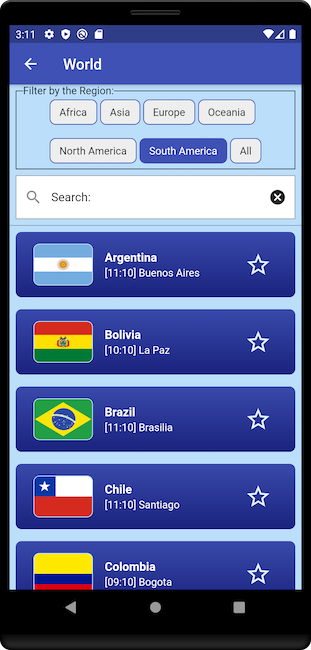 3:11
World
Filter by the Region:
Africa
Asia
Europe
Oceania
North America
South America
All
Search:
Argentina
[11:10] Buenos Aires
Bolivia
[10:10] La Paz
Brazil
[11:10] Brasilia
Chile
[11:10] Santiago
Colombia
[09:10] Bogota